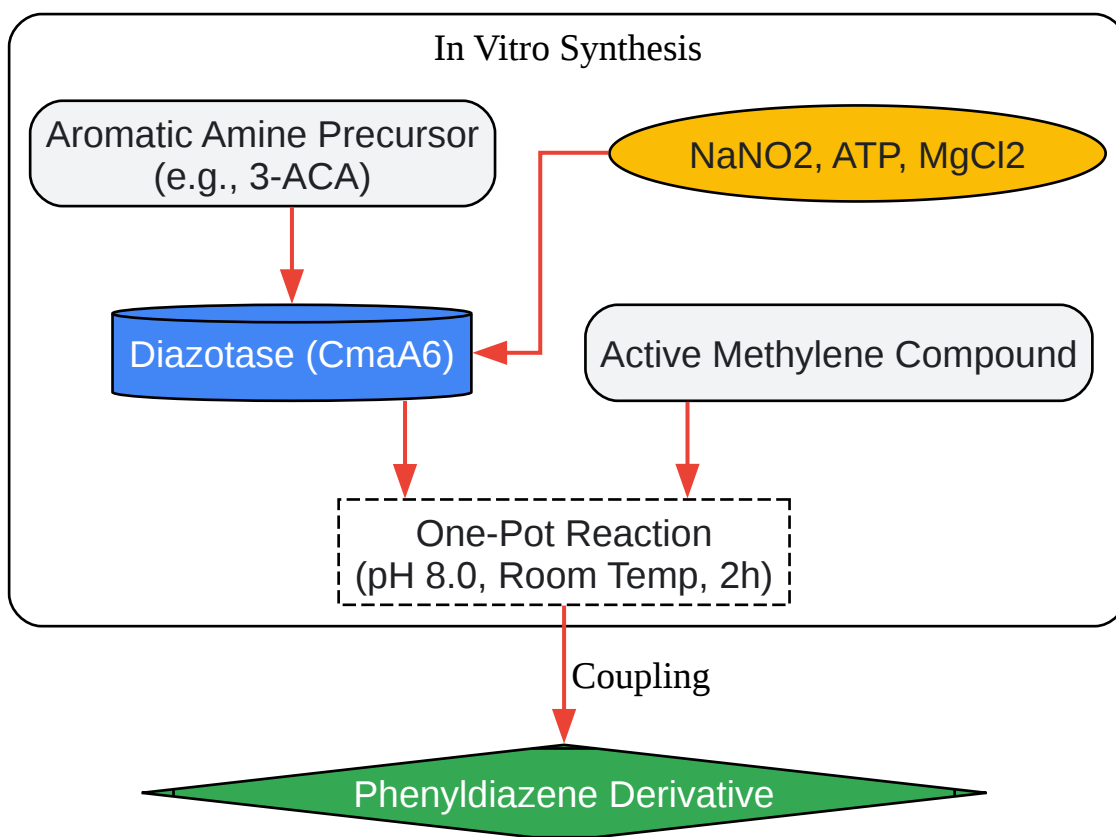 In Vitro Synthesis
Aromatic Amine Precursor
(e.g., 3-ACA)
NaNO2, ATP, MgCl2
Diazotase (CmaA6)
Active Methylene Compound
One-Pot Reaction
(pH 8.0, Room Temp, 2h)
Coupling
Phenyldiazene Derivative